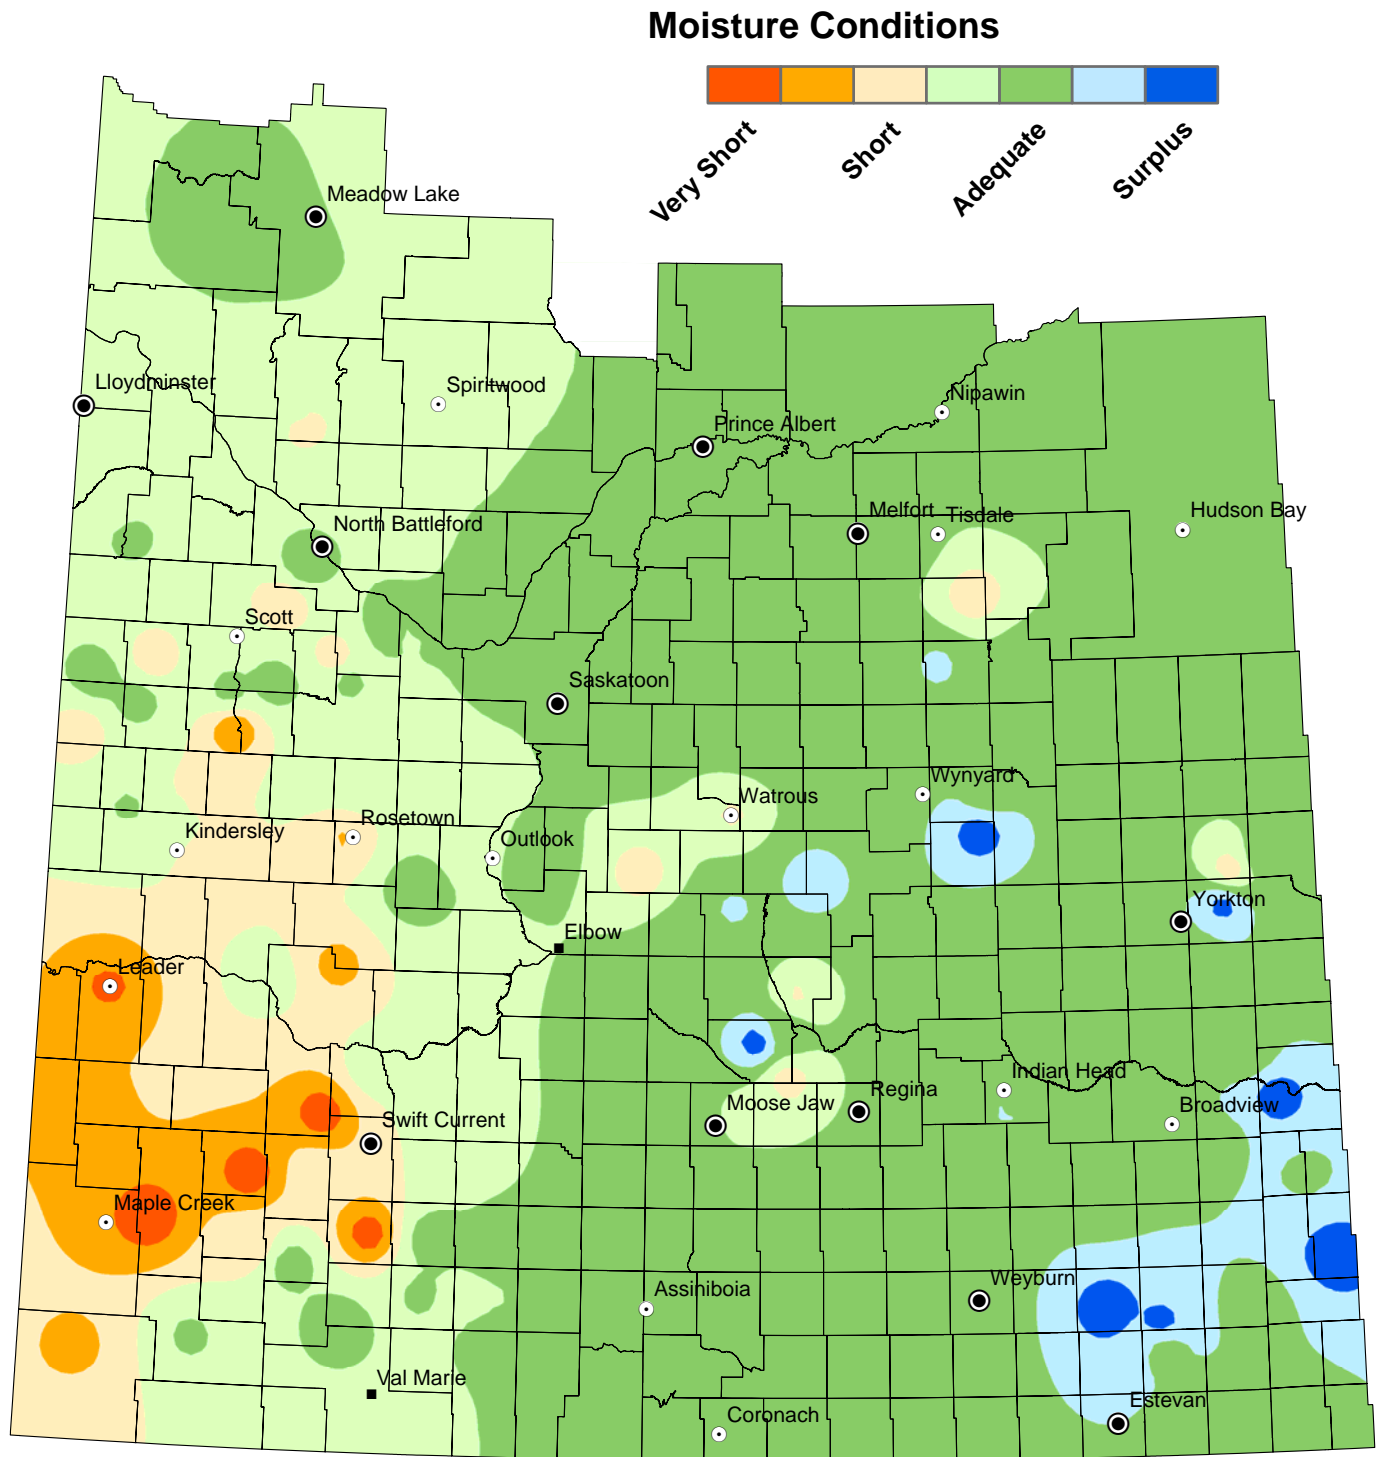 Moisture Conditions
Very Short
Short
Adequate
Surplus
Meadow Lake
Lloydminster
Spiritwood
Nipawin
Prince Albert
North Battleford
Melfort
Tisdale
Hudson Bay
Scott
Saskatoon
Wynyard
Watrous
Rosetown
Kindersley
Outlook
Yorkton
Elbow
Leader
Indian Head
Regina
Moose Jaw
Broadview
Swift Current
Maple Creek
Weyburn
Assiniboia
Val Marie
Estevan
Coronach